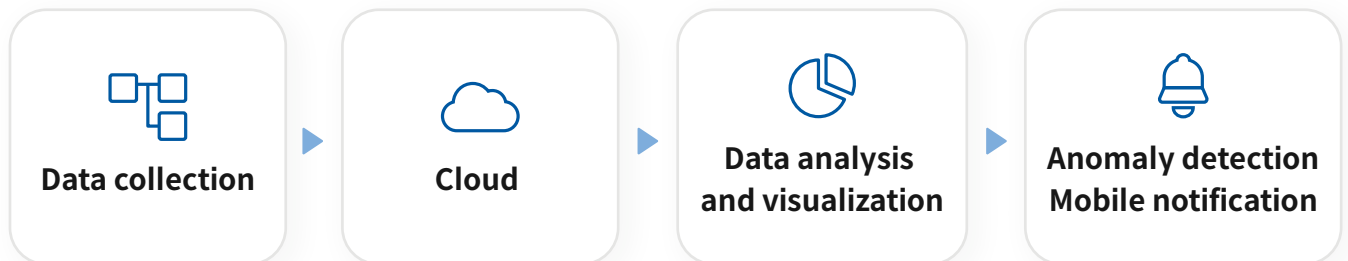 Data collection
Cloud
Data analysis
and visualization
Anomaly detection
Mobile notification